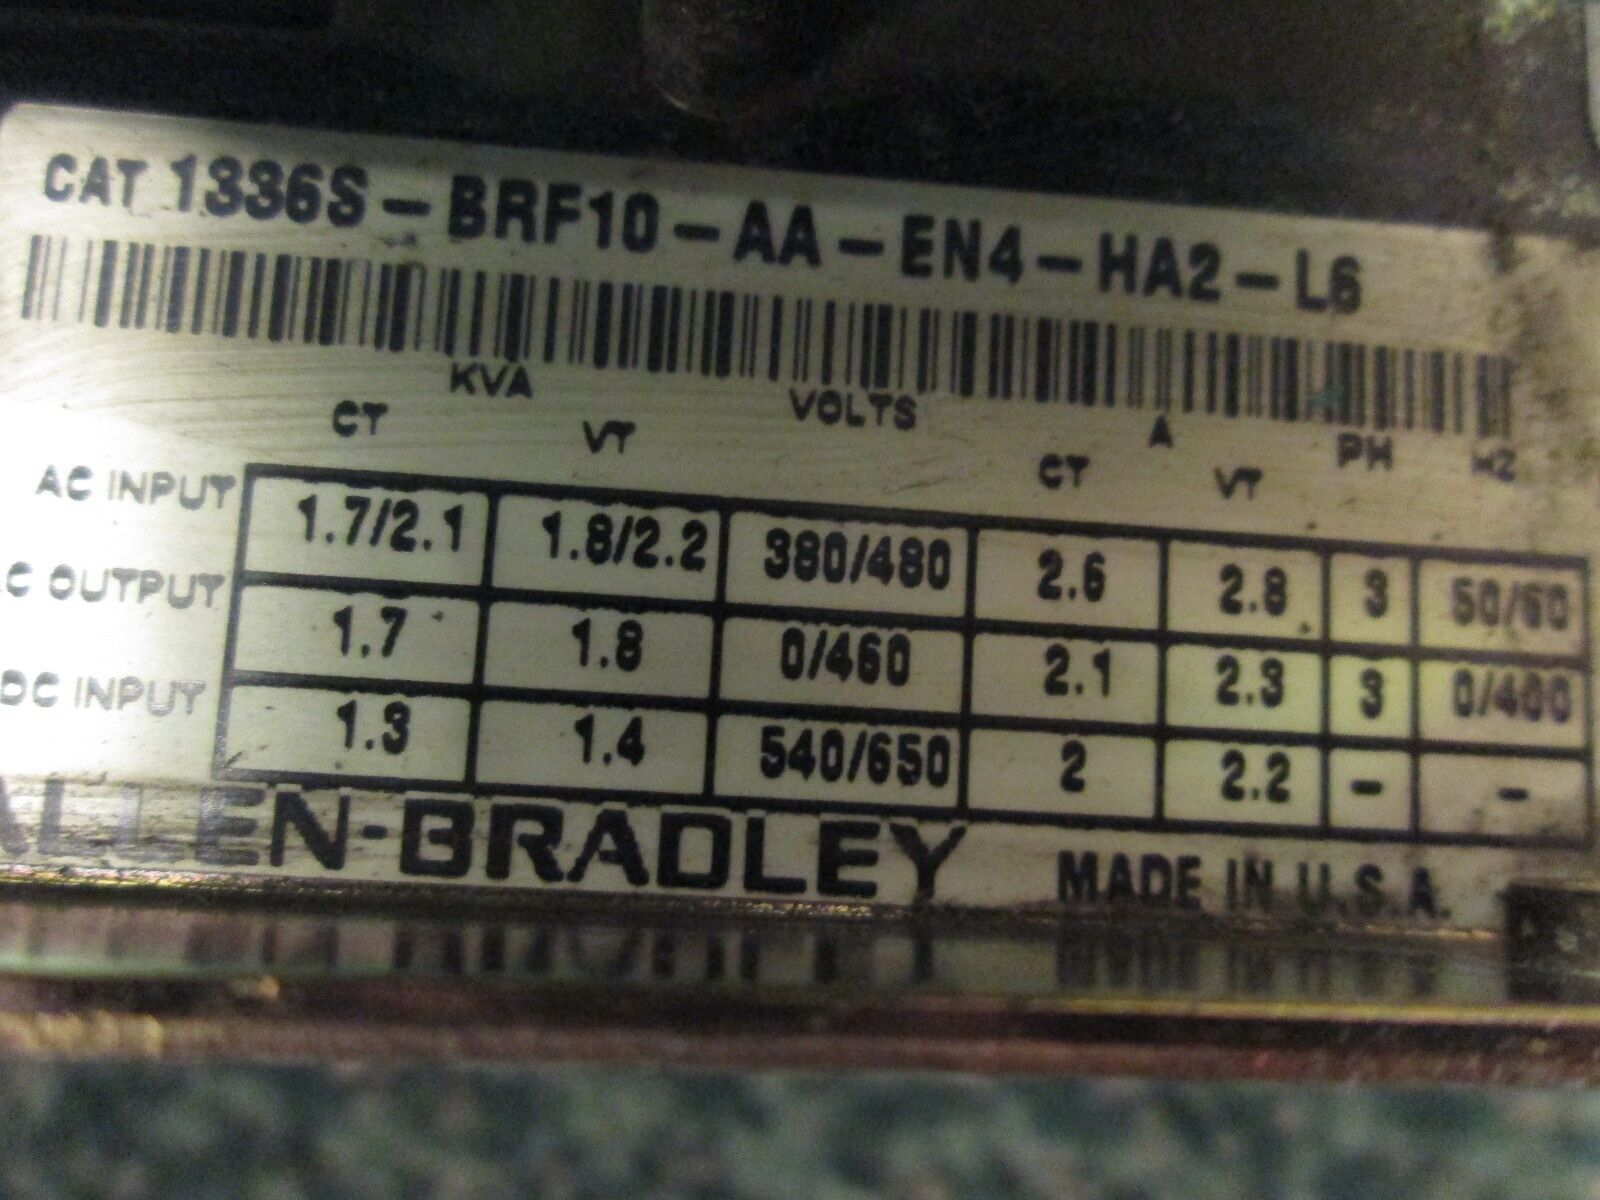 CAT 1336S-BRF10-AA-EN4-HA2-L6
KVA VOLTS A PH HZ
CT VT CT VT
AC INPUT 1.7/2.1 1.8/2.2 380/480 2.6 2.8 3 50/60
AC OUTPUT 1.7 1.8 0/460 2.1 2.3 3 0/400
DC INPUT 1.3 1.4 540/650 2 2.2 - -
ALLEN-BRADLEY MADE IN U.S.A.